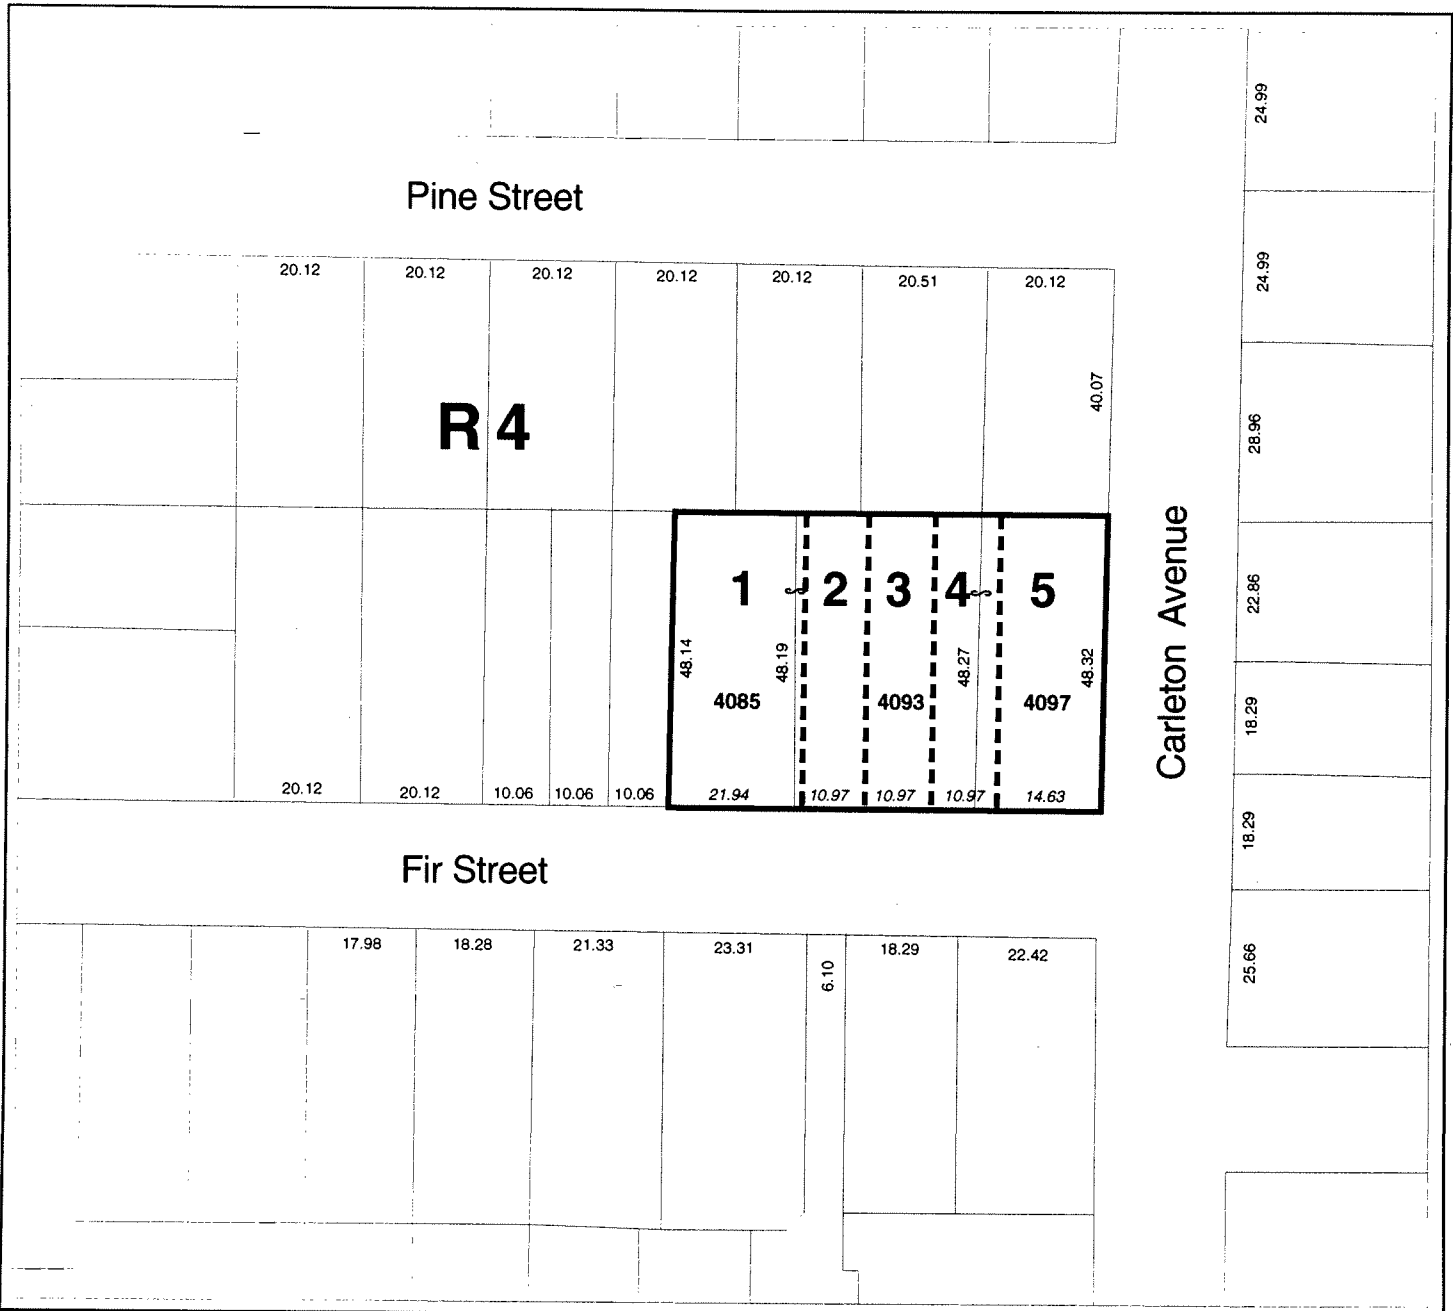 24.99
Pine Street
20.12 20.12 20.12 20.12 20.12 20.51 20.12
24.99
40.07
R 4
28.96
Carleton Avenue
1 2 3 4 5
22.86
48.14 48.19 48.27 48.32
4085 4093 4097
18.29
20.12 20.12 10.06 10.06 10.06 21.94 10.97 10.97 10.97 14.63
18.29
Fir Street
17.98 18.28 21.33 23.31 18.29 22.42
6.10
25.66